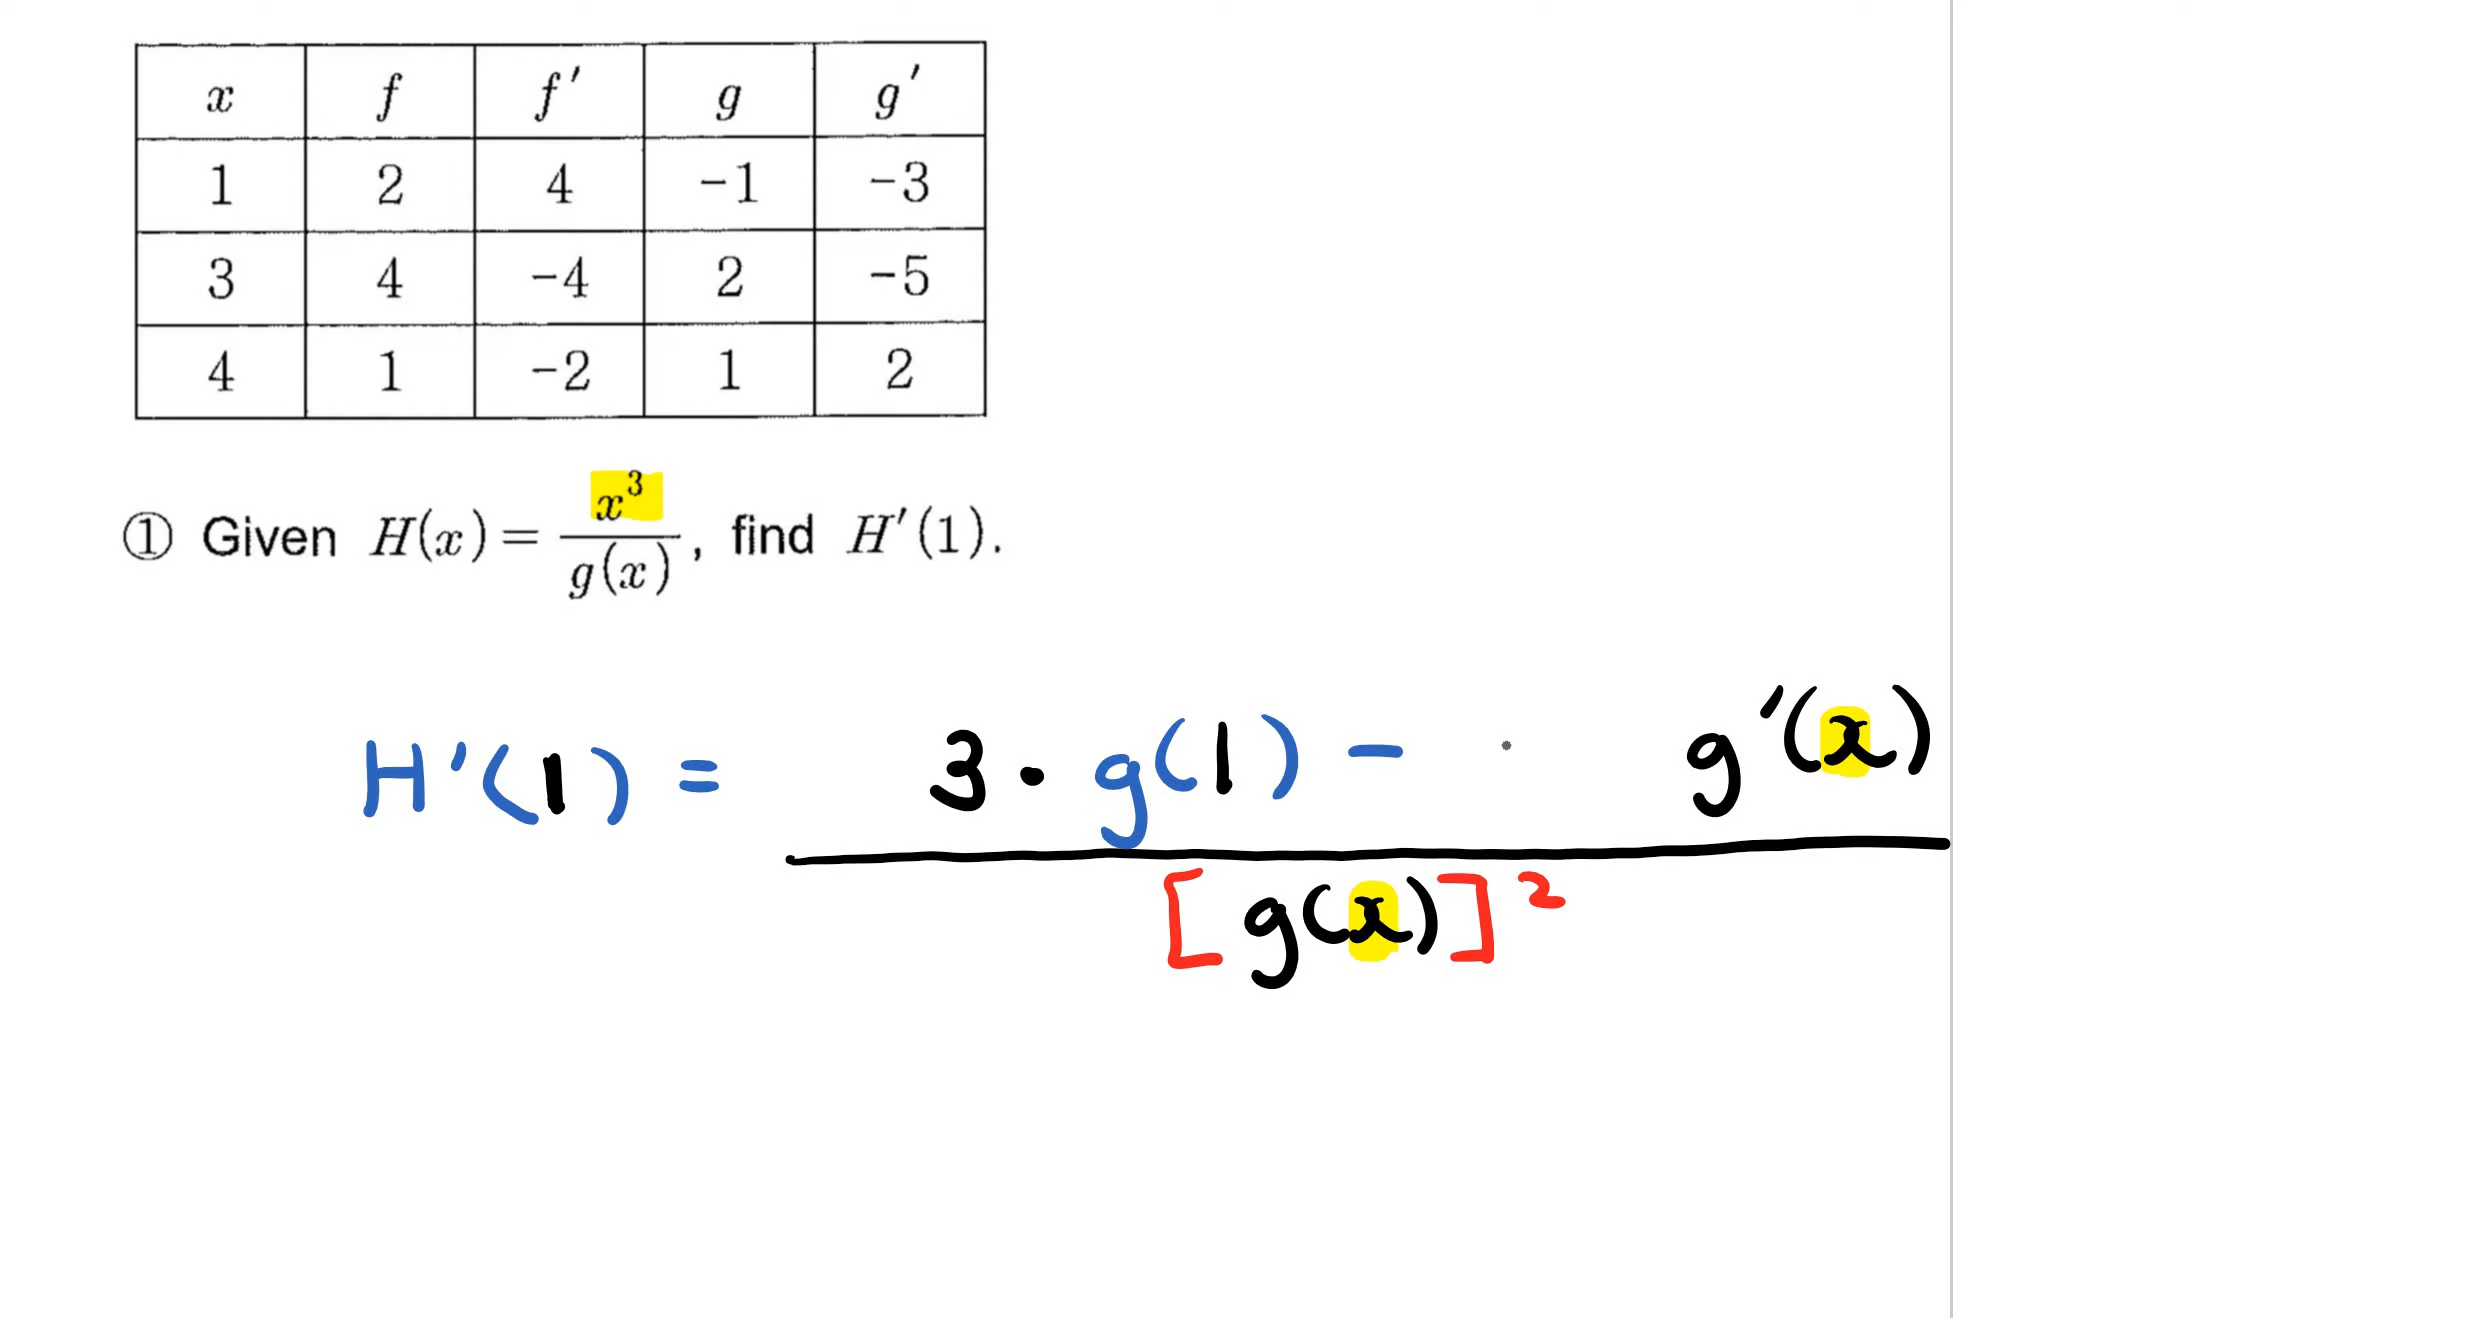 x f f′ g g′
1 2 4 -1 -3
3 4 -4 2 -5
4 1 -2 1 2
① Given H(x) = x³/g(x), find H′(1).
H'(1) = 3 · g(1) - g'(x)
[g(x)]²